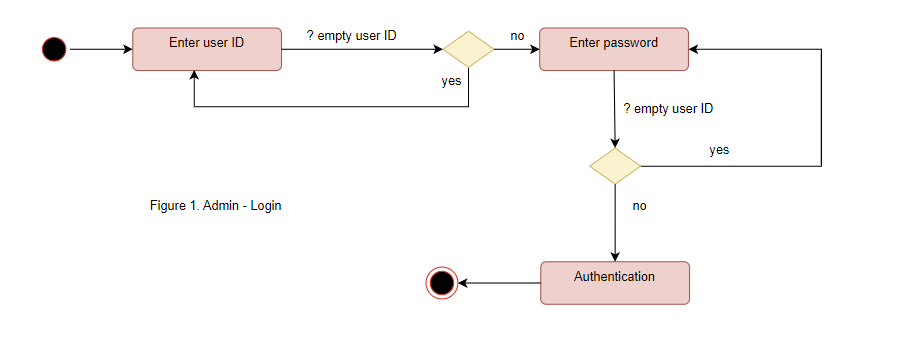 Enter user ID
? empty user ID
no
Enter password
yes
? empty user ID
yes
Figure 1. Admin - Login
no
Authentication